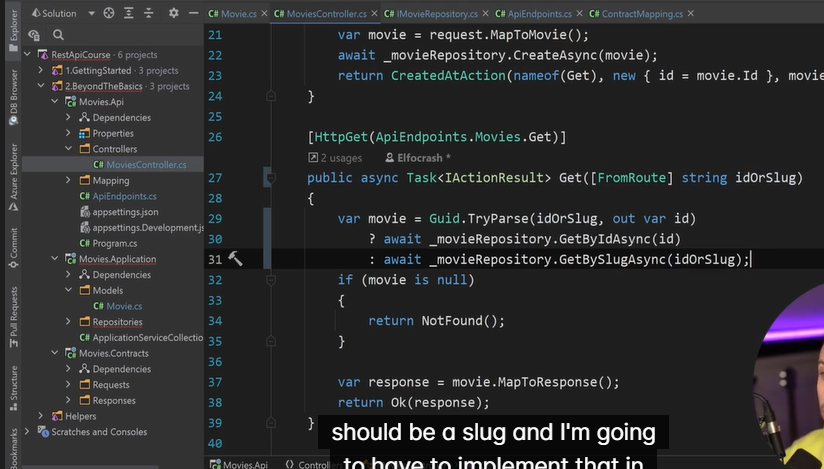 Solution
Movie.cs
MoviesController.cs
IMovieRepository.cs
ApiEndpoints.cs
ContractMapping.cs
Explorer
DB Browser
Azure Explorer
Commit
Pull Requests
Structure
Bookmarks
RestApiCourse · 6 projects
1.GettingStarted · 3 projects
2.BeyondTheBasics · 3 projects
Movies.Api
Dependencies
Properties
Controllers
MoviesController.cs
Mapping
ApiEndpoints.cs
appsettings.json
appsettings.Development.js
Program.cs
Movies.Application
Dependencies
Models
Movie.cs
Repositories
ApplicationServiceCollectio
Movies.Contracts
Dependencies
Requests
Responses
Helpers
Scratches and Consoles
21 var movie = request.MapToMovie();
22 await _movieRepository.CreateAsync(movie);
23 return CreatedAtAction(nameof(Get), new { id = movie.Id }, movie
24 }
25
26 [HttpGet(ApiEndpoints.Movies.Get)]
2 usages Elfocrash *
27 public async Task<IActionResult> Get([FromRoute] string idOrSlug)
28 {
29 var movie = Guid.TryParse(idOrSlug, out var id)
30 ? await _movieRepository.GetByIdAsync(id)
31 : await _movieRepository.GetBySlugAsync(idOrSlug);
32 if (movie is null)
33 {
34 return NotFound();
35 }
36
37 var response = movie.MapToResponse();
38 return Ok(response);
39 }
40
should be a slug and I'm going
to have to implement that in
Movies.Api